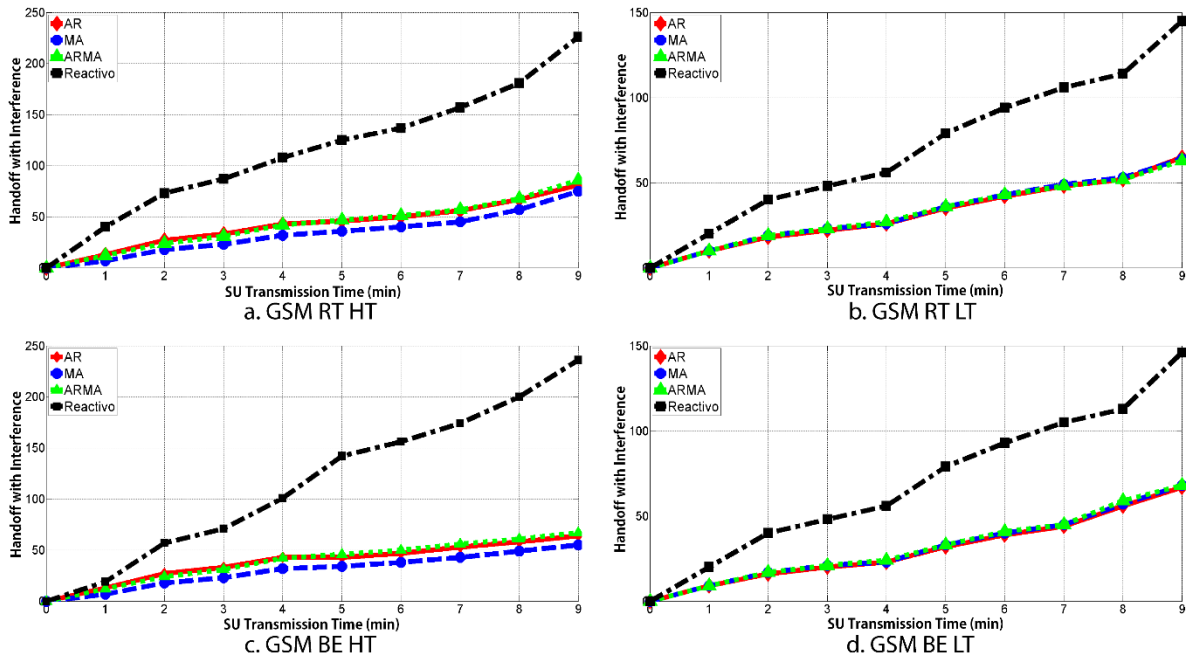 250
200
150
100
50
0
Handoff with Interference
AR
MA
ARMA
Reactivo
0 1 2 3 4 5 6 7 8 9
SU Transmission Time (min)
a. GSM RT HT
150
100
50
0
Handoff with Interference
AR
MA
ARMA
Reactivo
0 1 2 3 4 5 6 7 8 9
SU Transmission Time (min)
b. GSM RT LT
250
200
150
100
50
0
Handoff with Interference
AR
MA
ARMA
Reactivo
0 1 2 3 4 5 6 7 8 9
SU Transmission Time (min)
c. GSM BE HT
150
100
50
0
Handoff with Interference
AR
MA
ARMA
Reactivo
0 1 2 3 4 5 6 7 8 9
SU Transmission Time (min)
d. GSM BE LT